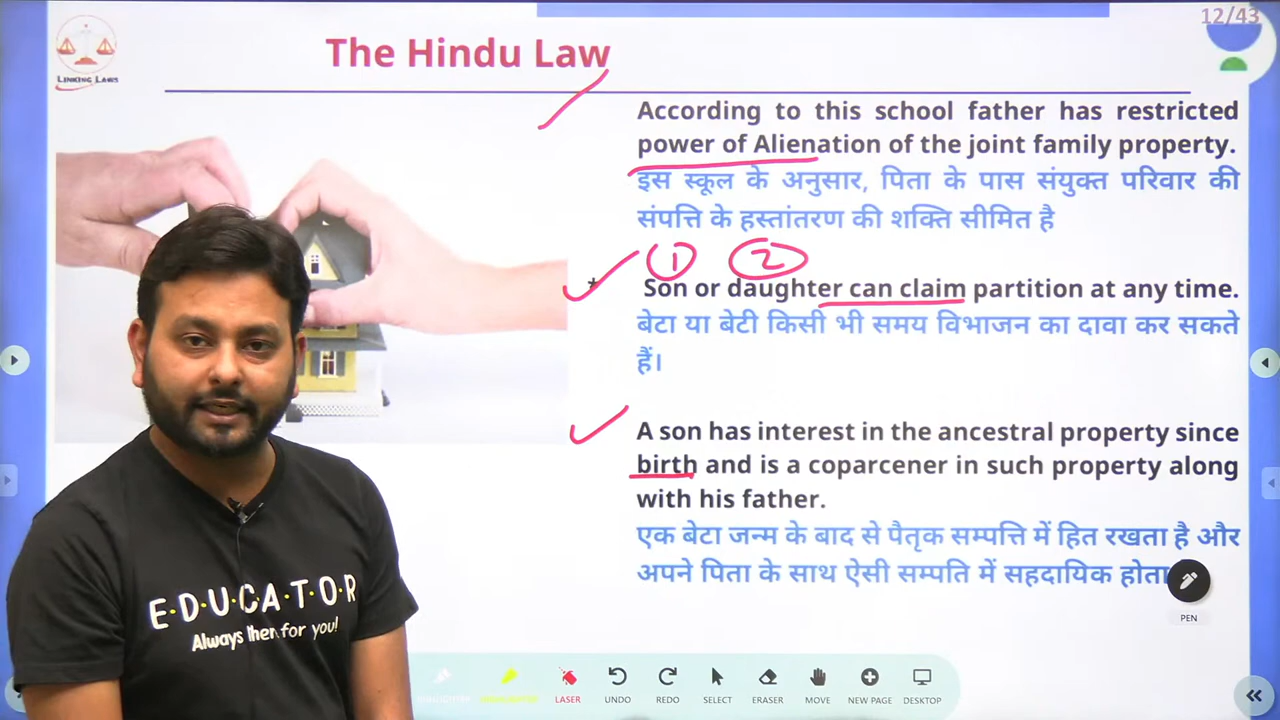 12/43
LINKING LAWS
The Hindu Law
According to this school father has restricted
power of Alienation of the joint family property.
इस स्कूल के अनुसार, पिता के पास संयुक्त परिवार की
संपत्ति के हस्तांतरण की शक्ति सीमित है
1 2
* Son or daughter can claim partition at any time.
बेटा या बेटी किसी भी समय विभाजन का दावा कर सकते
हैं।
A son has interest in the ancestral property since
birth and is a coparcener in such property along
with his father.
एक बेटा जन्म के बाद से पैतृक सम्पत्ति में हित रखता है और
अपने पिता के साथ ऐसी सम्पति में सहदायिक होता
E·D·U·C·A·T·O·R
Always there for you!
PEN
LASER UNDO REDO SELECT ERASER MOVE NEW PAGE DESKTOP